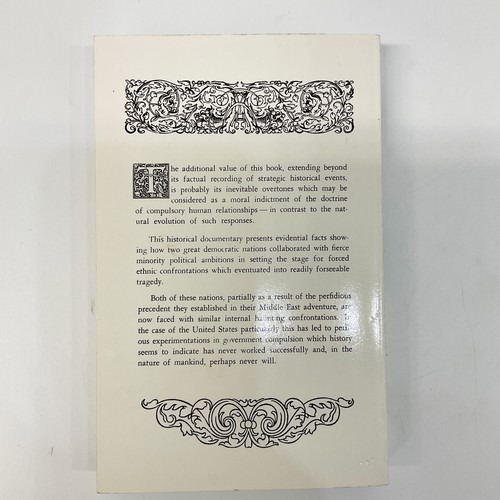 The additional value of this book, extending beyond
its factual recording of strategic historical events,
is probably its inevitable overtones which may be
considered as a moral indictment of the doctrine
of compulsory human relationships — in contrast to the nat-
ural evolution of such responses.
This historical documentary presents evidential facts show-
ing how two great democratic nations collaborated with fierce
minority political ambitions in setting the stage for forced
ethnic confrontations which eventuated into readily forseeable
tragedy.
Both of these nations, partially as a result of the perfidious
precedent they established in their Middle East adventure, are
now faced with similar internal haunting confrontations. In
the case of the United States particularly this has led to peril-
ous experimentations in government compulsion which history
seems to indicate has never worked successfully and, in the
nature of mankind, perhaps never will.